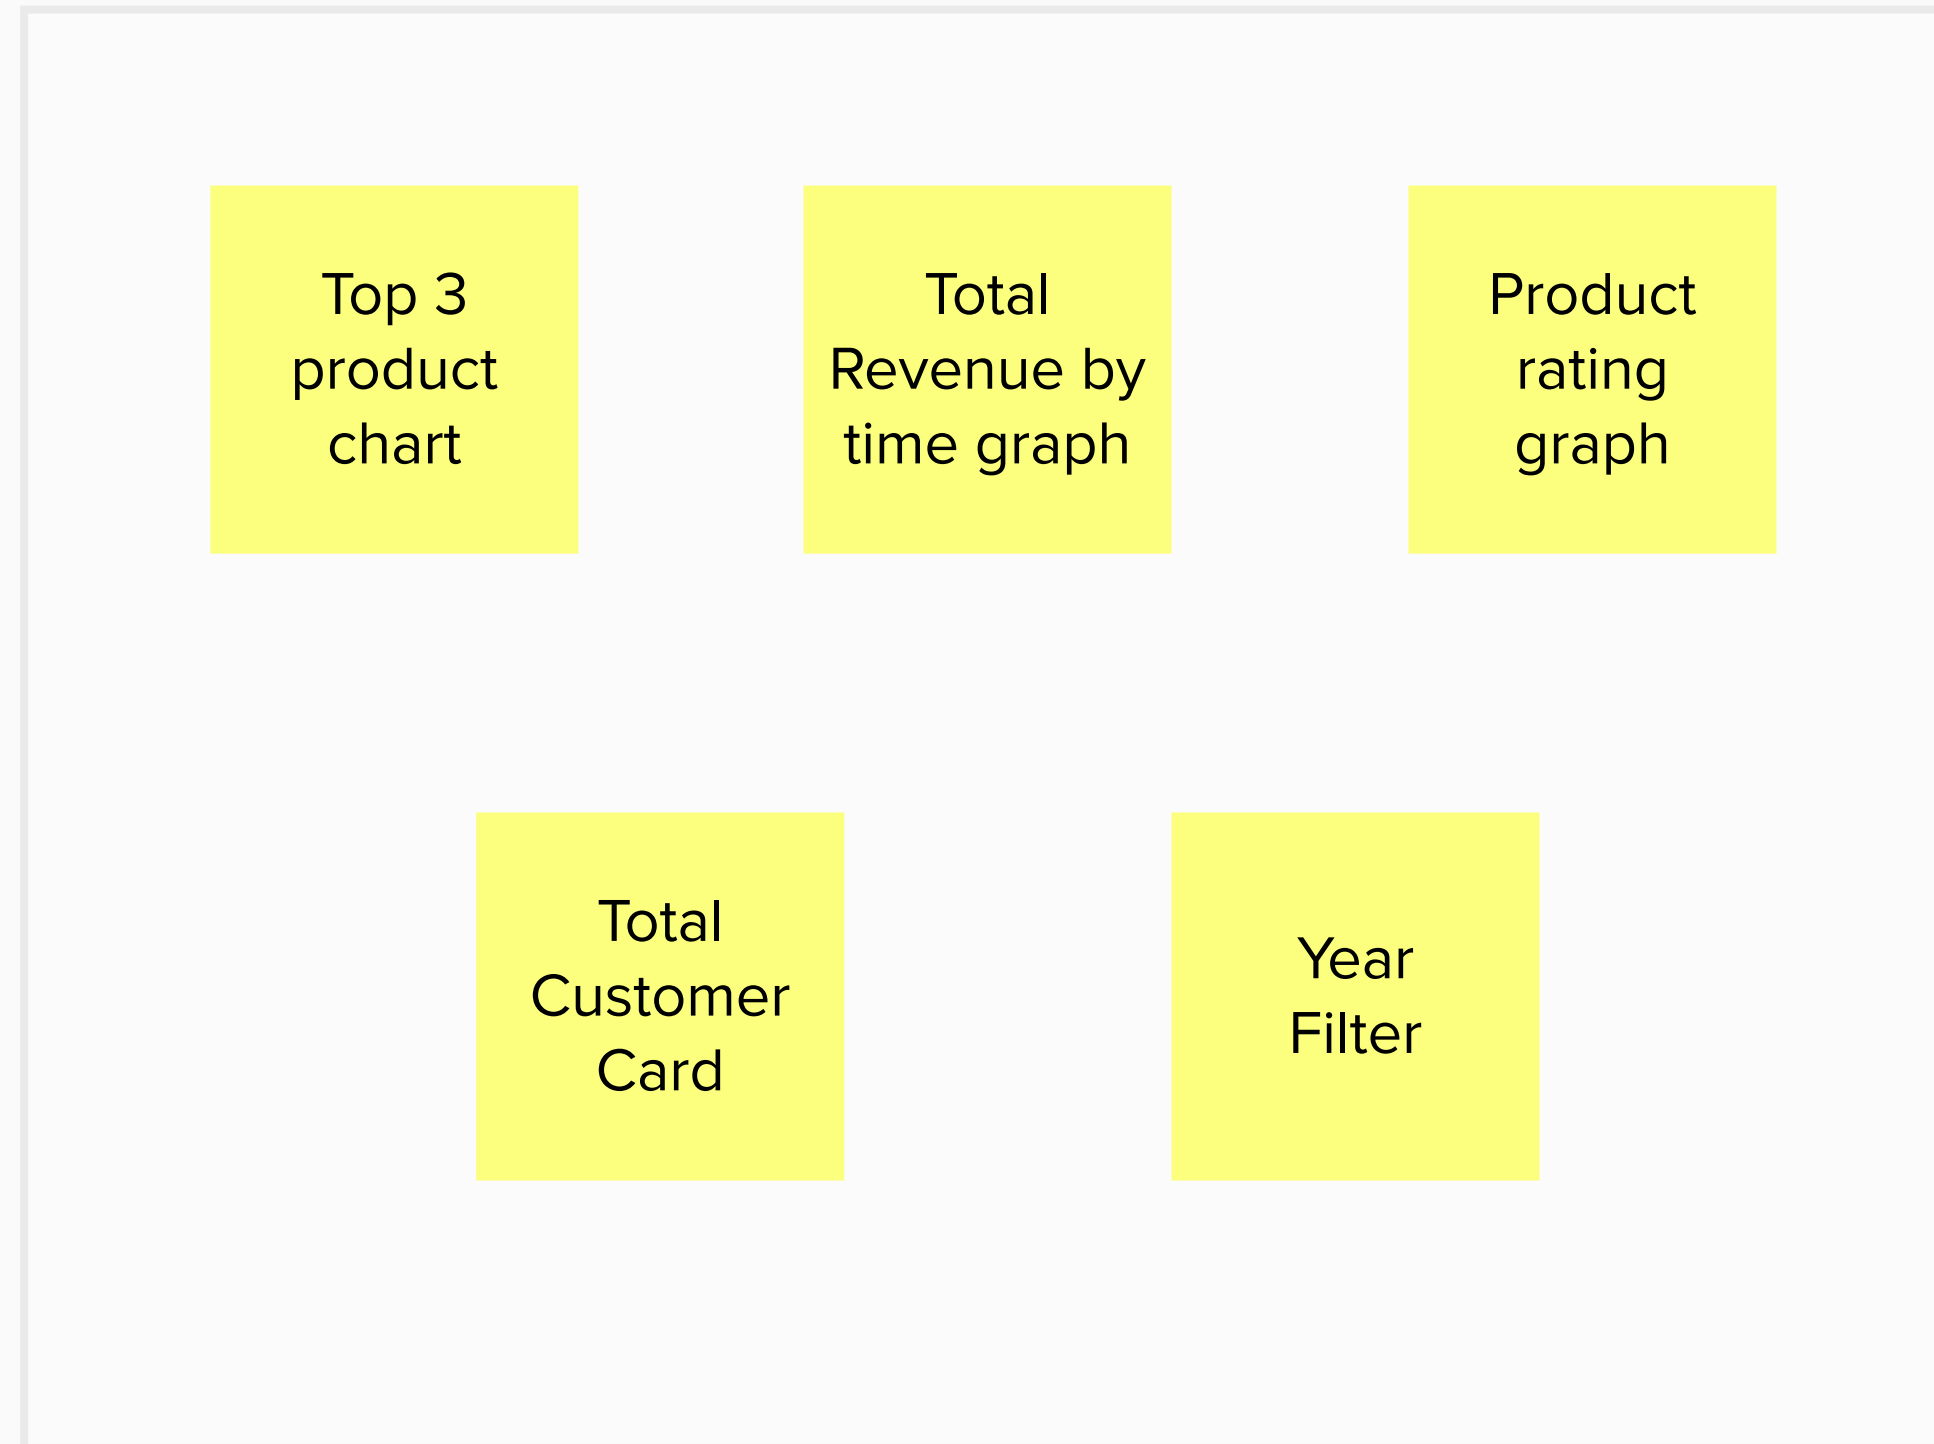 Top 3
product
chart
Total
Revenue by
time graph
Product
rating
graph
Total
Customer
Card
Year
Filter